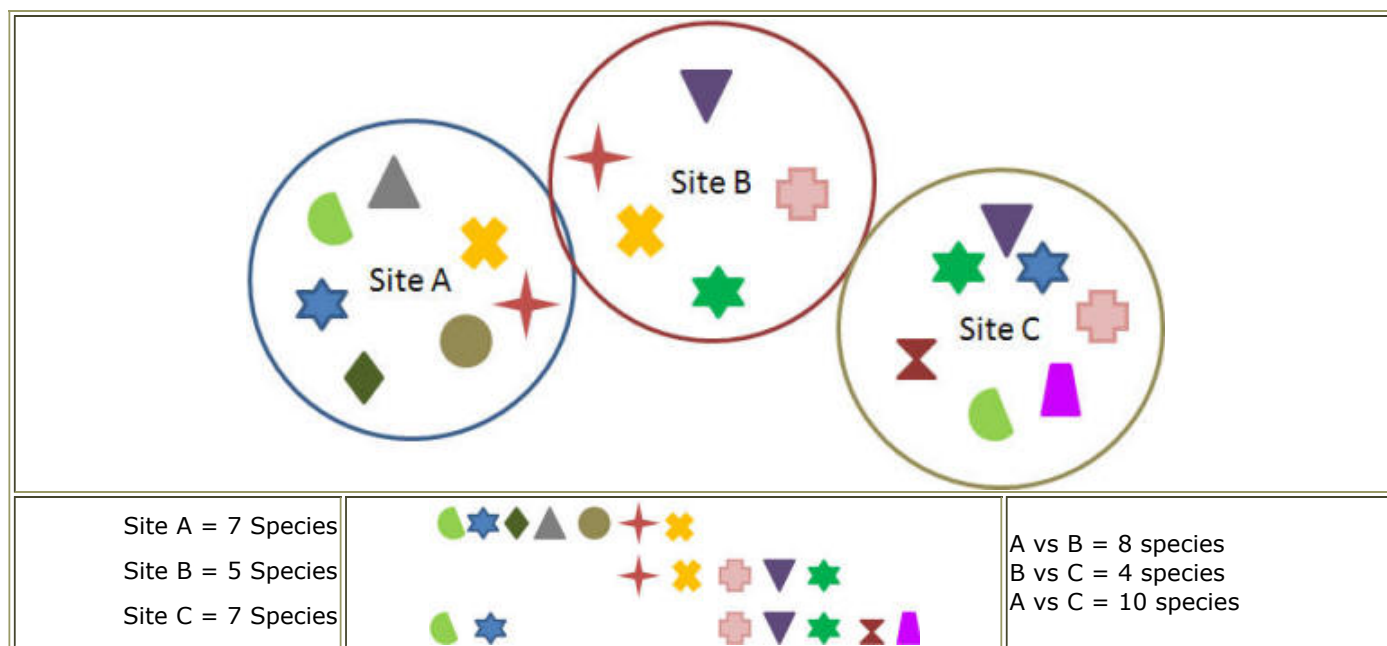 Site B
Site A
Site C
Site A = 7 Species
Site B = 5 Species
Site C = 7 Species
A vs B = 8 species
B vs C = 4 species
A vs C = 10 species